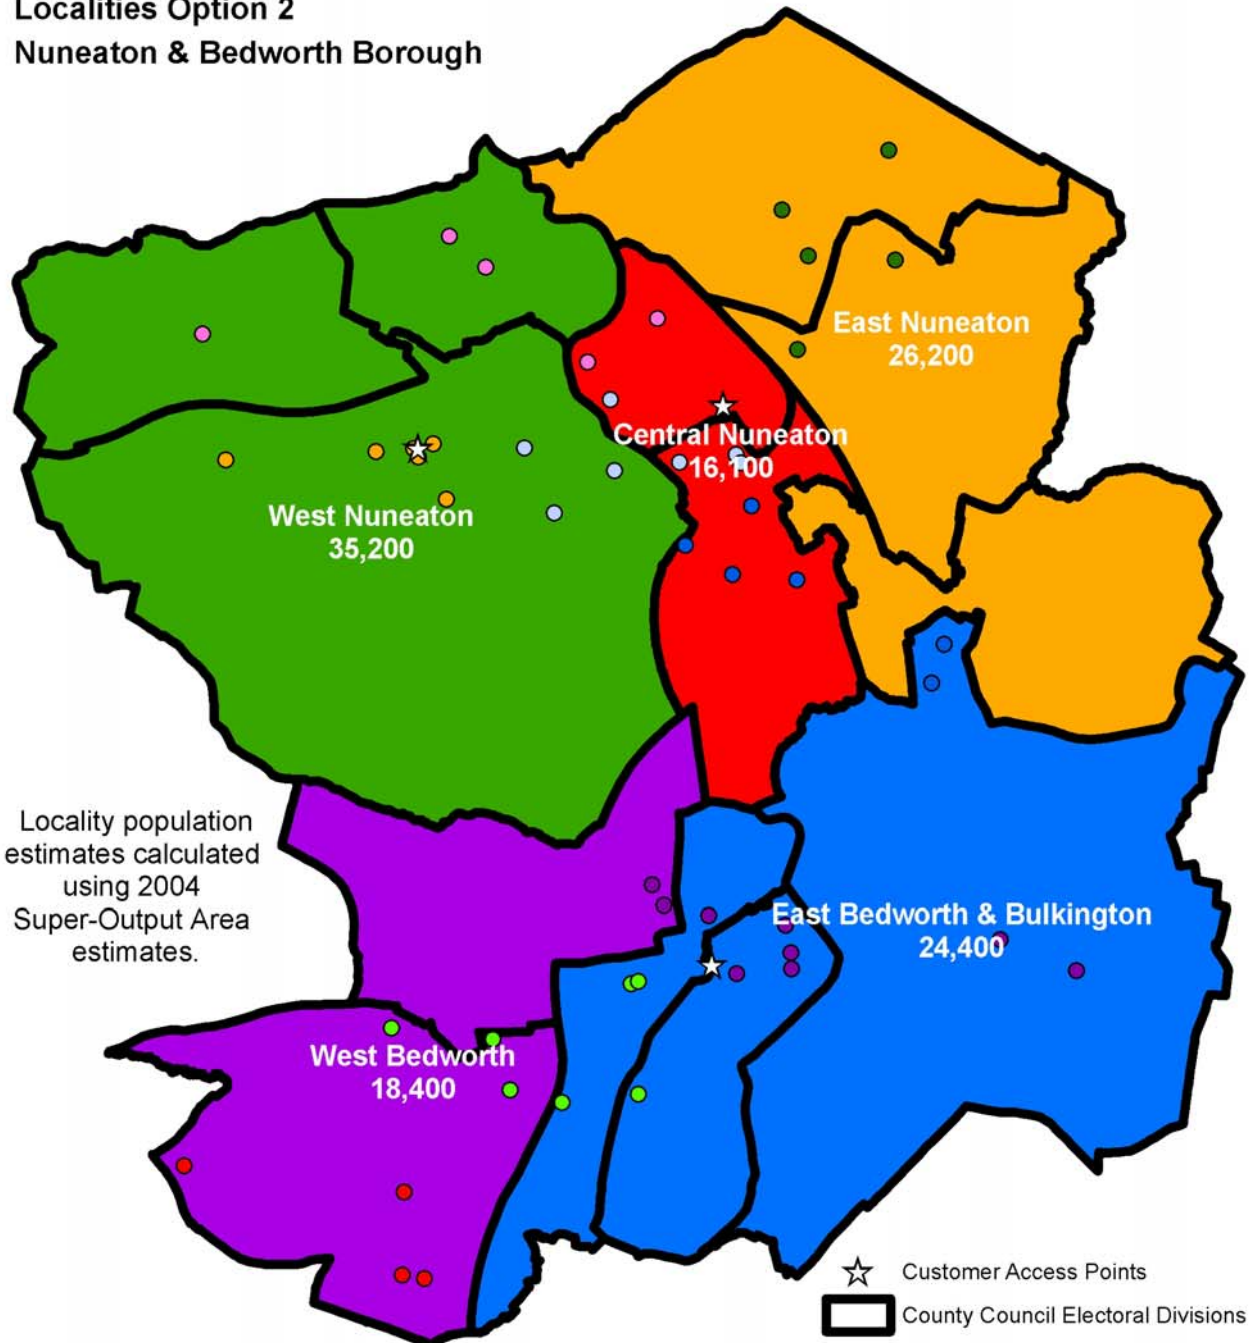 Localities Option 2
Nuneaton & Bedworth Borough
East Nuneaton
26,200
Central Nuneaton
16,100
West Nuneaton
35,200
Locality population
estimates calculated
using 2004
Super-Output Area
estimates.
East Bedworth & Bulkington
24,400
West Bedworth
18,400
Customer Access Points
County Council Electoral Divisions